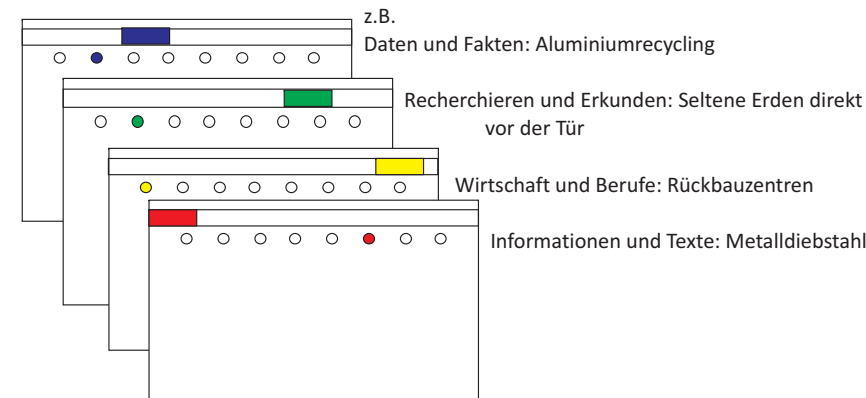 z.B.
Daten und Fakten: Aluminiumrecycling
Recherchieren und Erkunden: Seltene Erden direkt
vor der Tür
Wirtschaft und Berufe: Rückbauzentren
Informationen und Texte: Metalldiebstahl